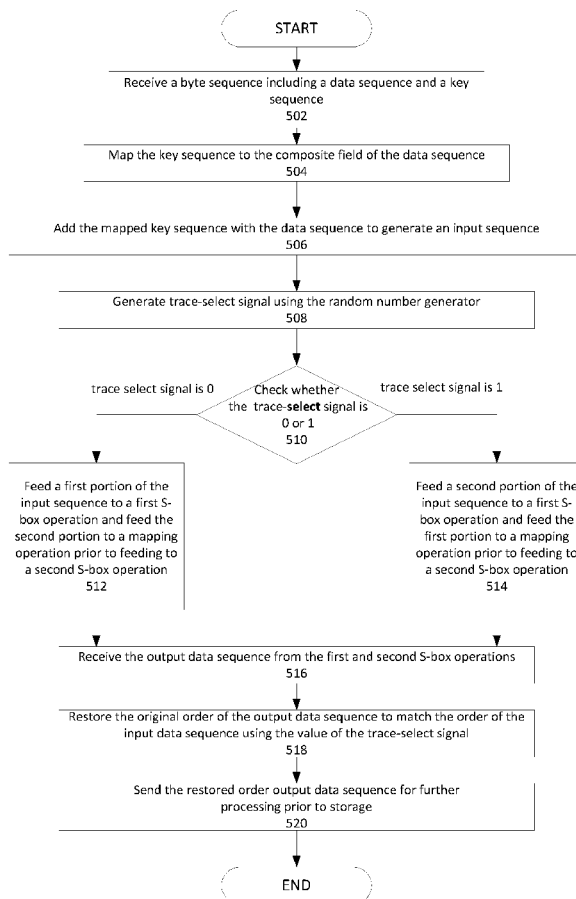 START
Receive a byte sequence including a data sequence and a key
sequence
502
Map the key sequence to the composite field of the data sequence
504
Add the mapped key sequence with the data sequence to generate an input sequence
506
Generate trace-select signal using the random number generator
508
trace select signal is 0
Check whether
the trace-select signal is
0 or 1
510
trace select signal is 1
Feed a first portion of the
input sequence to a first S-
box operation and feed the
second portion to a mapping
operation prior to feeding to
a second S-box operation
512
Feed a second portion of the
input sequence to a first S-
box operation and feed the
first portion to a mapping
operation prior to feeding to
a second S-box operation
514
Receive the output data sequence from the first and second S-box operations
516
Restore the original order of the output data sequence to match the order of the
input data sequence using the value of the trace-select signal
518
Send the restored order output data sequence for further
processing prior to storage
520
END